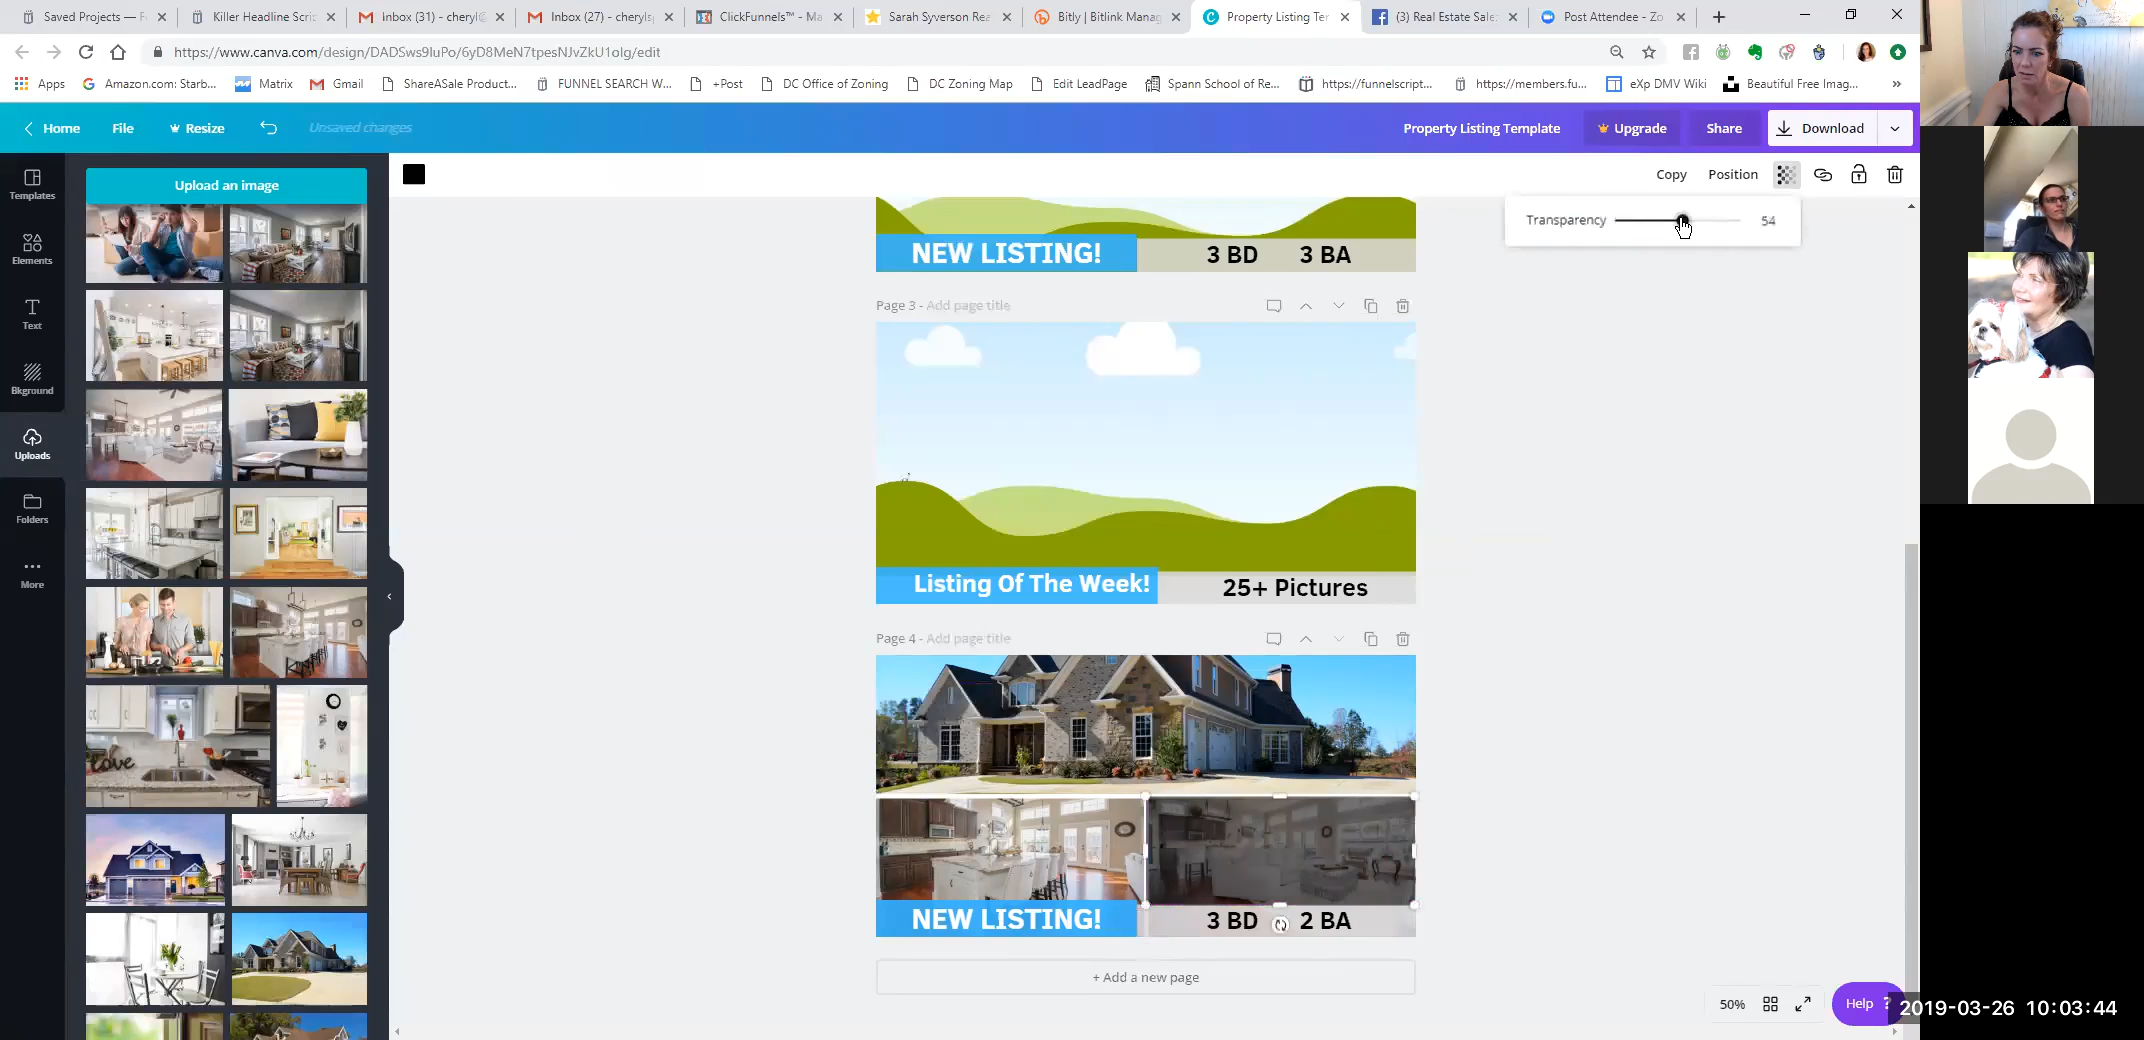 Saved Projects — F
Killer Headline Scrip
Inbox (31) - cheryl@
Inbox (27) - cheryls
ClickFunnels™ - Ma
Sarah Syverson Rea
Bitly | Bitlink Manag
Property Listing Ter
(3) Real Estate Sale
Post Attendee - Zo
https://www.canva.com/design/DADSws9IuPo/6yD8MeN7tpesNJvZkU1olg/edit
Apps
Amazon.com: Starb...
Matrix
Gmail
ShareASale Product...
FUNNEL SEARCH W...
+Post
DC Office of Zoning
DC Zoning Map
Edit LeadPage
Spann School of Re...
https://funnelscript...
https://members.fu...
eXp DMV Wiki
Beautiful Free Imag...
»
Home
File
Resize
Unsaved changes
Property Listing Template
Upgrade
Share
Download
Templates
Elements
Text
Bkground
Uploads
Folders
More
Upload an image
Copy
Position
Transparency
54
NEW LISTING!
3 BD
3 BA
Page 3 - Add page title
Listing Of The Week!
25+ Pictures
Page 4 - Add page title
NEW LISTING!
3 BD
2 BA
+ Add a new page
love
50%
Help ?
2019-03-26 10:03:44